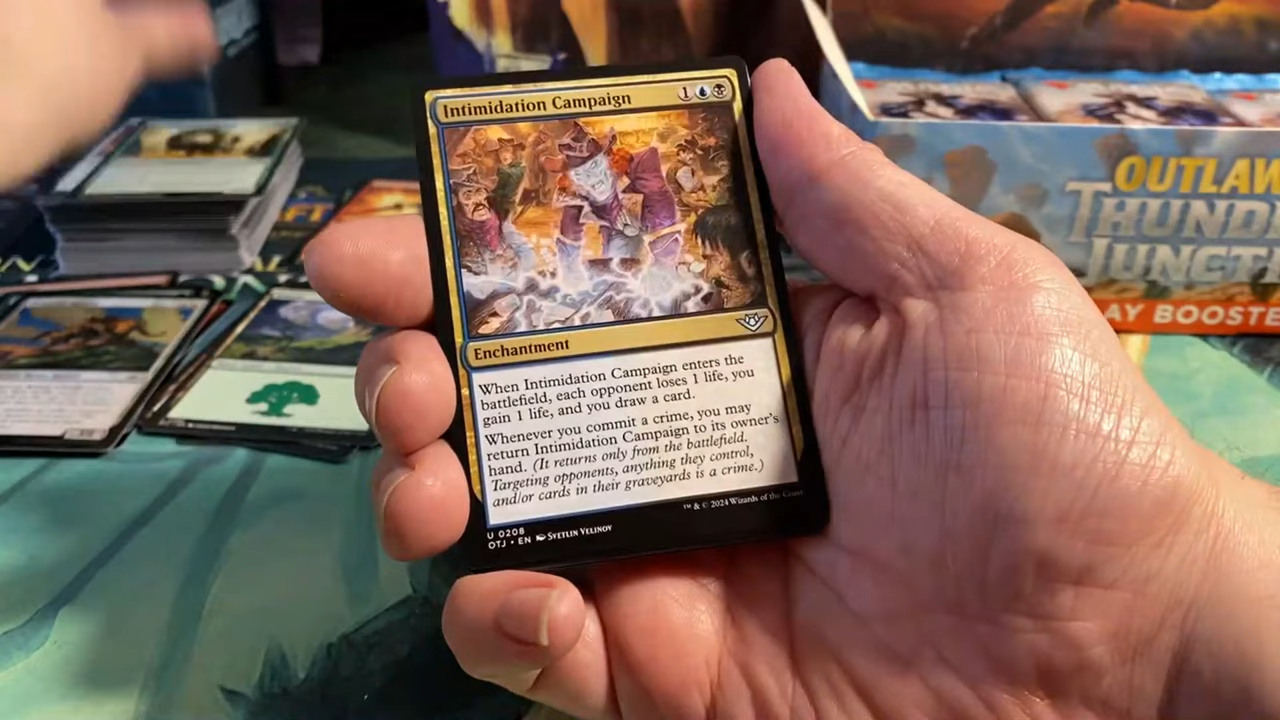 Intimidation Campaign 1
Enchantment
When Intimidation Campaign enters the
battlefield, each opponent loses 1 life, you
gain 1 life, and you draw a card.
Whenever you commit a crime, you may
return Intimidation Campaign to its owner's
hand. (It returns only from the battlefield.
Targeting opponents, anything they control,
and/or cards in their graveyards is a crime.)
U 0208
OTJ • EN SVETLIN VELINOV
™ & © 2024 Wizards of the Coast
OUTLAW
THUND
JUNCTI
AY BOOSTE